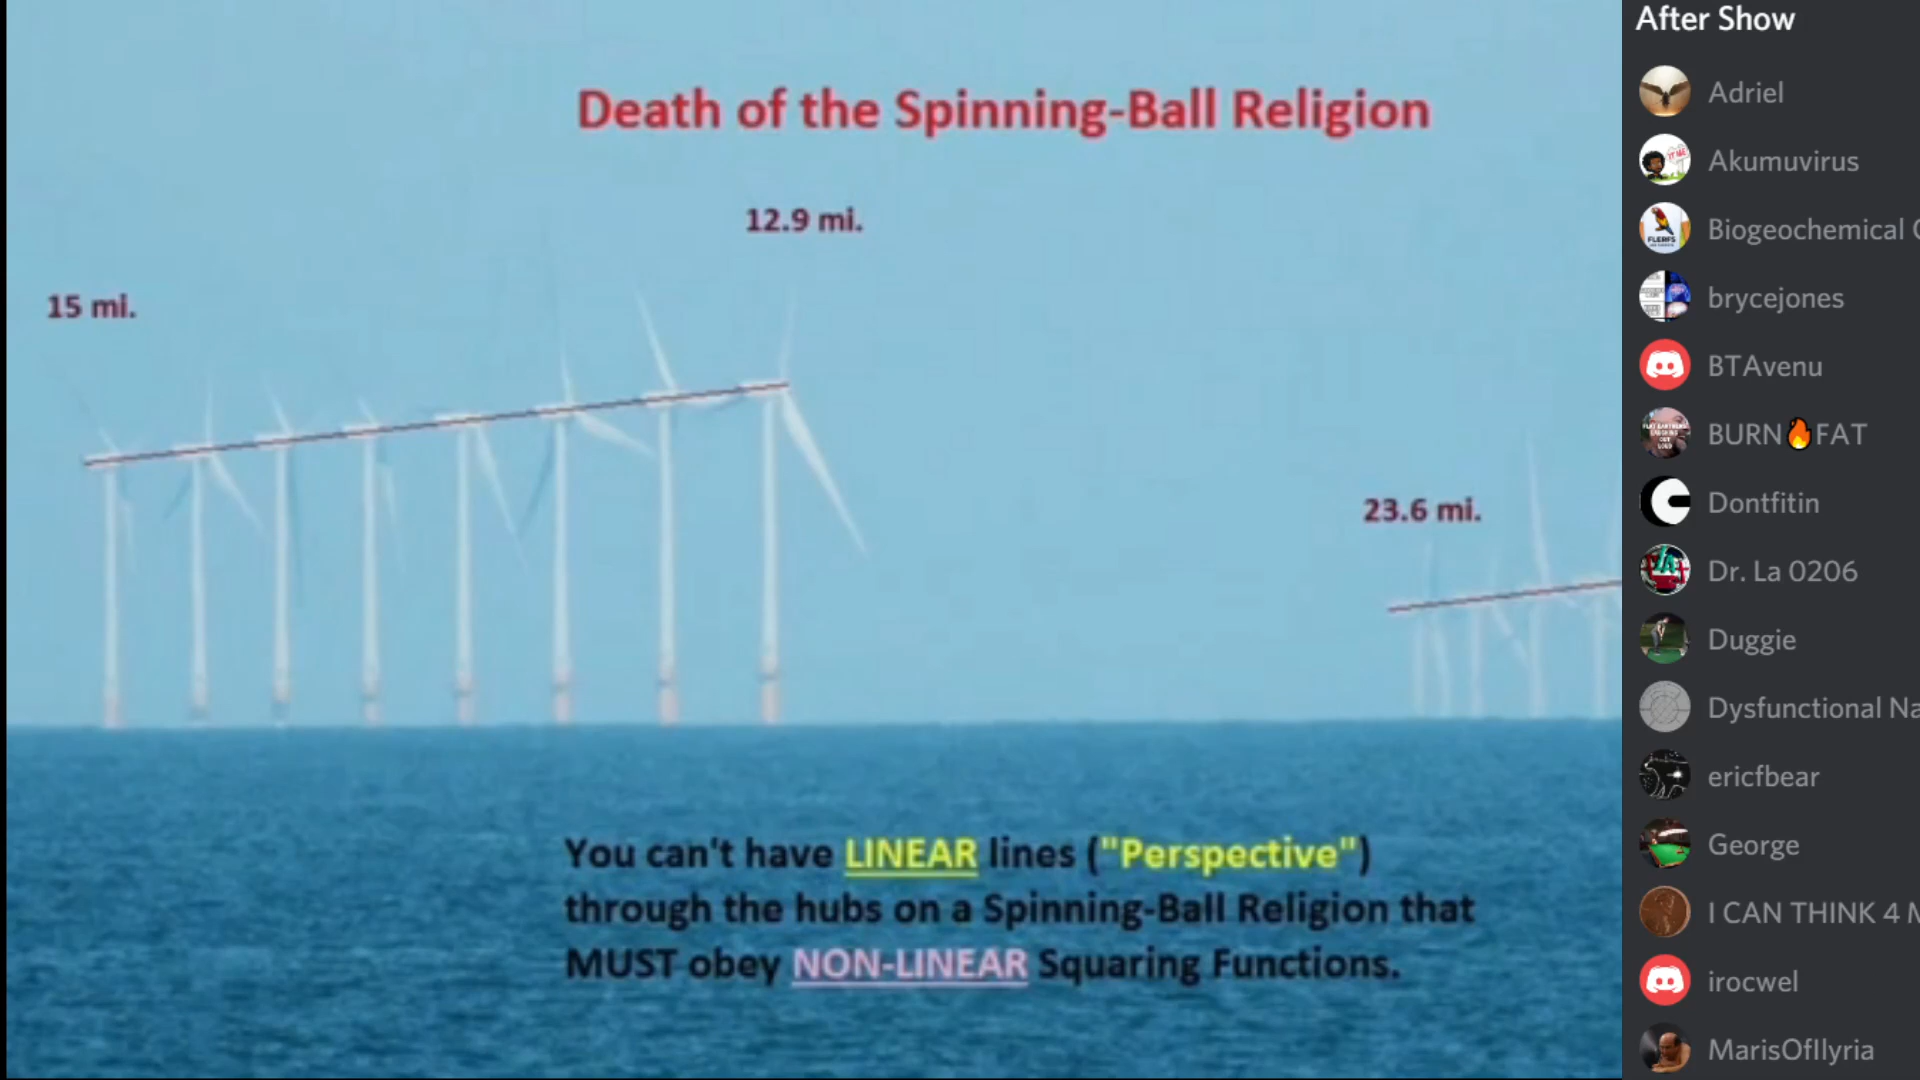 Death of the Spinning-Ball Religion
12.9 mi.
15 mi.
23.6 mi.
You can't have LINEAR lines ("Perspective")
through the hubs on a Spinning-Ball Religion that
MUST obey NON-LINEAR Squaring Functions.
After Show
Adriel
Akumuvirus
Biogeochemical
brycejones
BTAvenu
BURN🔥FAT
Dontfitin
Dr. La 0206
Duggie
Dysfunctional Na
ericfbear
George
I CAN THINK 4 M
irocwel
MarisOfIllyria
FLERFS